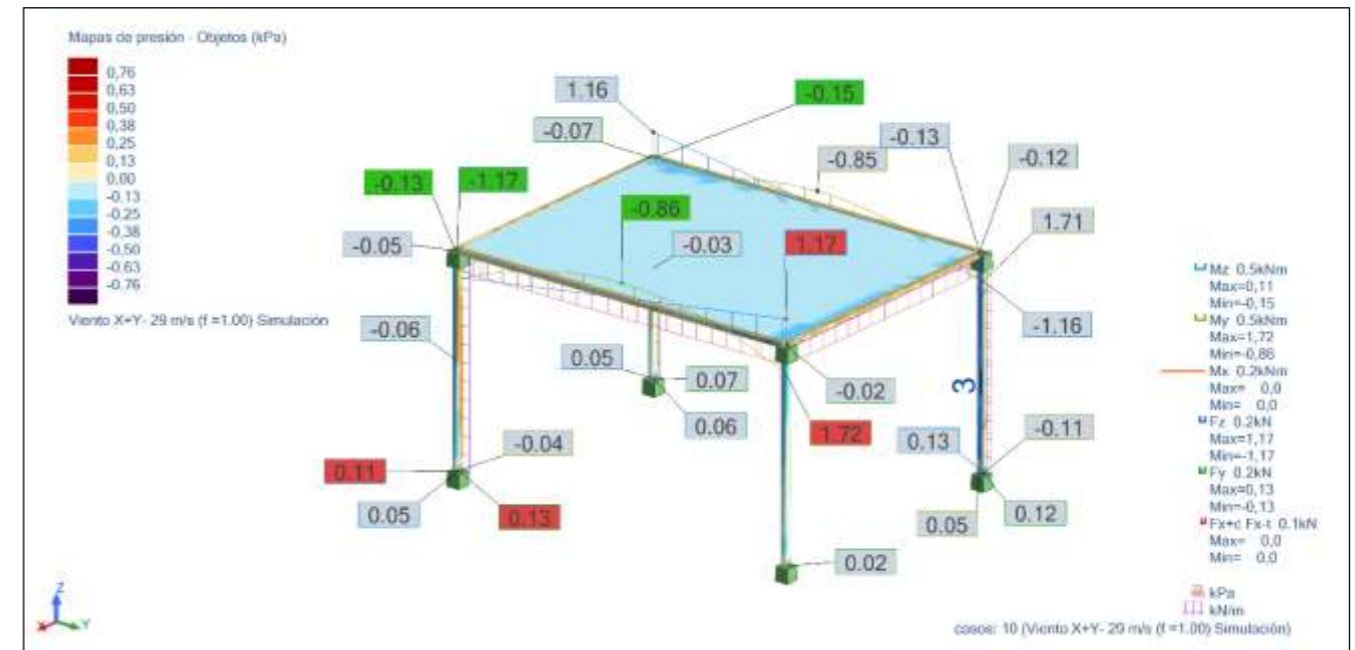 Mapas de presión - Objetos (kPa)
0,76
0,63
0,50
0,38
0,25
0,13
0,00
-0,13
-0,25
-0,38
-0,50
-0,63
-0,76
Viento X+Y- 29 m/s (f =1.00) Simulación
1.16
-0.15
-0.07
-0.13
-0.85
-0.12
-0.13
-1.17
-0.86
1.71
-0.05
-0.03
1.17
-0.06
-1.16
0.05
0.07
-0.02
0.06
1.72
3
-0.04
0.13
-0.11
0.11
0.05
0.13
0.05
0.12
0.02
Mz 0.5kNm
Max=0,11
Min=-0,15
My 0.5kNm
Max=1,72
Min=-0,86
Mx 0.2kNm
Max= 0,0
Min= 0,0
Fz 0.2kN
Max=1,17
Min=-1,17
Fy 0.2kN
Max=0,13
Min=-0,13
Fx+c Fx-t 0.1kN
Max= 0,0
Min= 0,0
kPa
kN/m
casos: 10 (Viento X+Y- 29 m/s (f =1.00) Simulación)
Z
X
Y